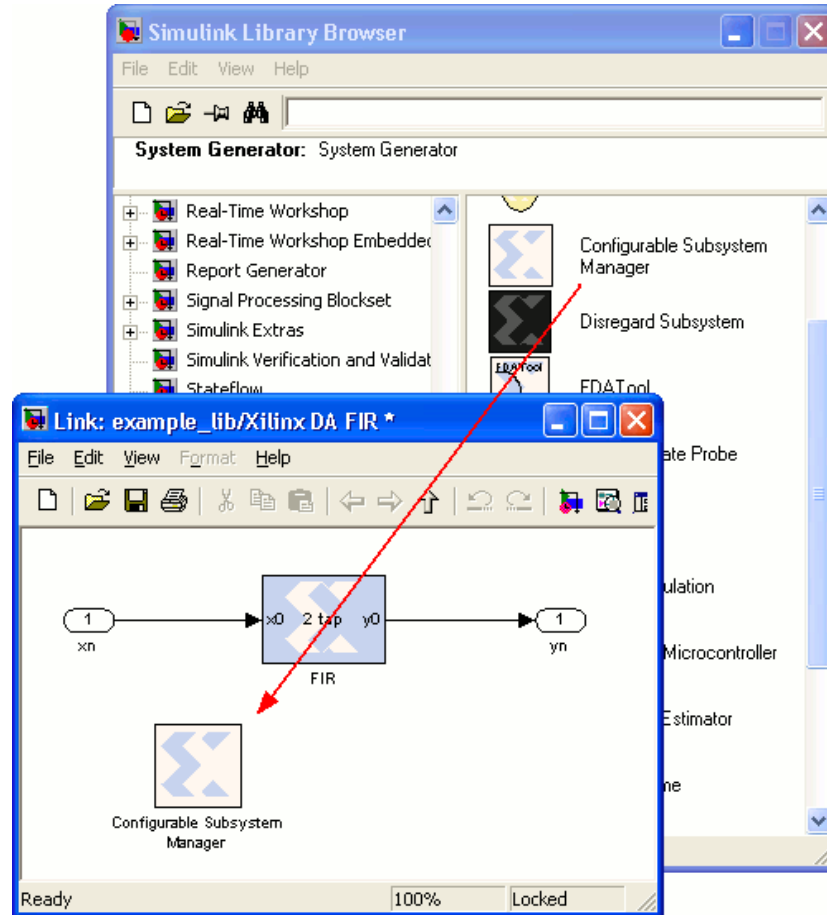 Simulink Library Browser
File Edit View Help
System Generator: System Generator
Real-Time Workshop
Real-Time Workshop Embedded
Report Generator
Signal Processing Blockset
Simulink Extras
Simulink Verification and Validat
Stateflow
Configurable Subsystem
Manager
Disregard Subsystem
EDATool
FDATool
ate Probe
ulation
Microcontroller
Estimator
me
Link: example_lib/Xilinx DA FIR *
File Edit View Format Help
1
xn
x0 2 tap y0
FIR
1
yn
Configurable Subsystem
Manager
Ready 100% Locked